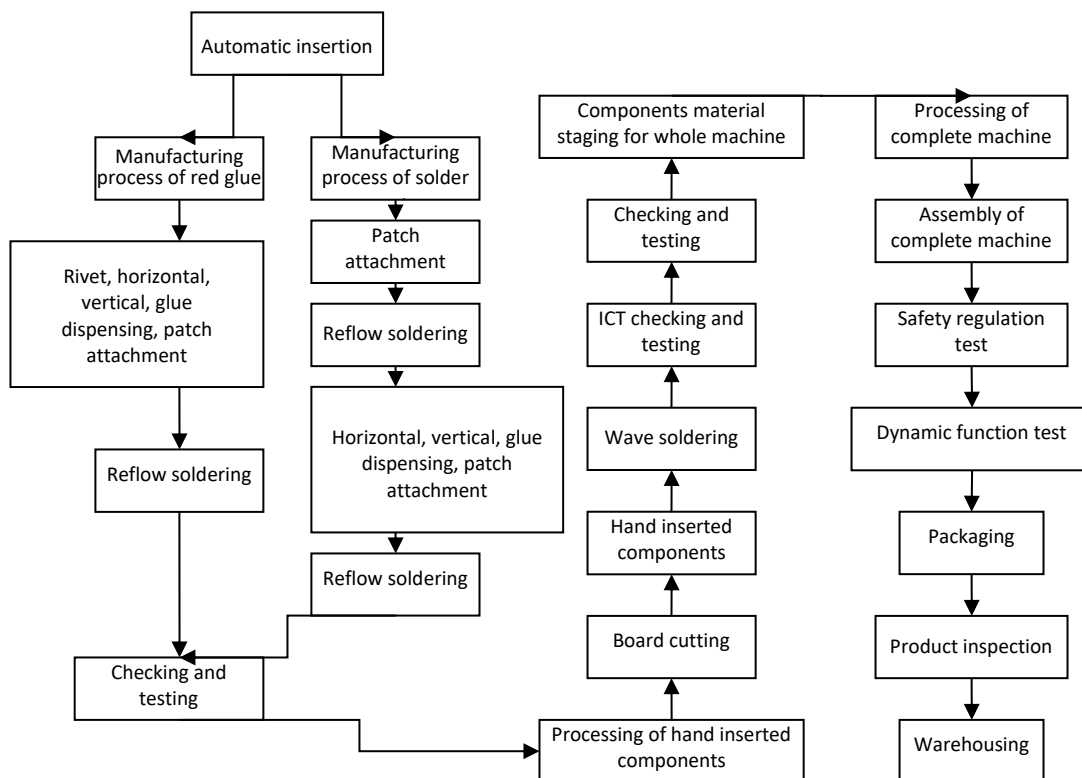 Automatic insertion
Manufacturing
process of red glue
Rivet, horizontal,
vertical, glue
dispensing, patch
attachment
Reflow soldering
Manufacturing
process of solder
Patch
attachment
Reflow soldering
Horizontal, vertical, glue
dispensing, patch
attachment
Reflow soldering
Checking and
testing
Processing of hand inserted
components
Board cutting
Hand inserted
components
Wave soldering
ICT checking and
testing
Checking and
testing
Components material
staging for whole machine
Processing of
complete machine
Assembly of
complete machine
Safety regulation
test
Dynamic function test
Packaging
Product inspection
Warehousing